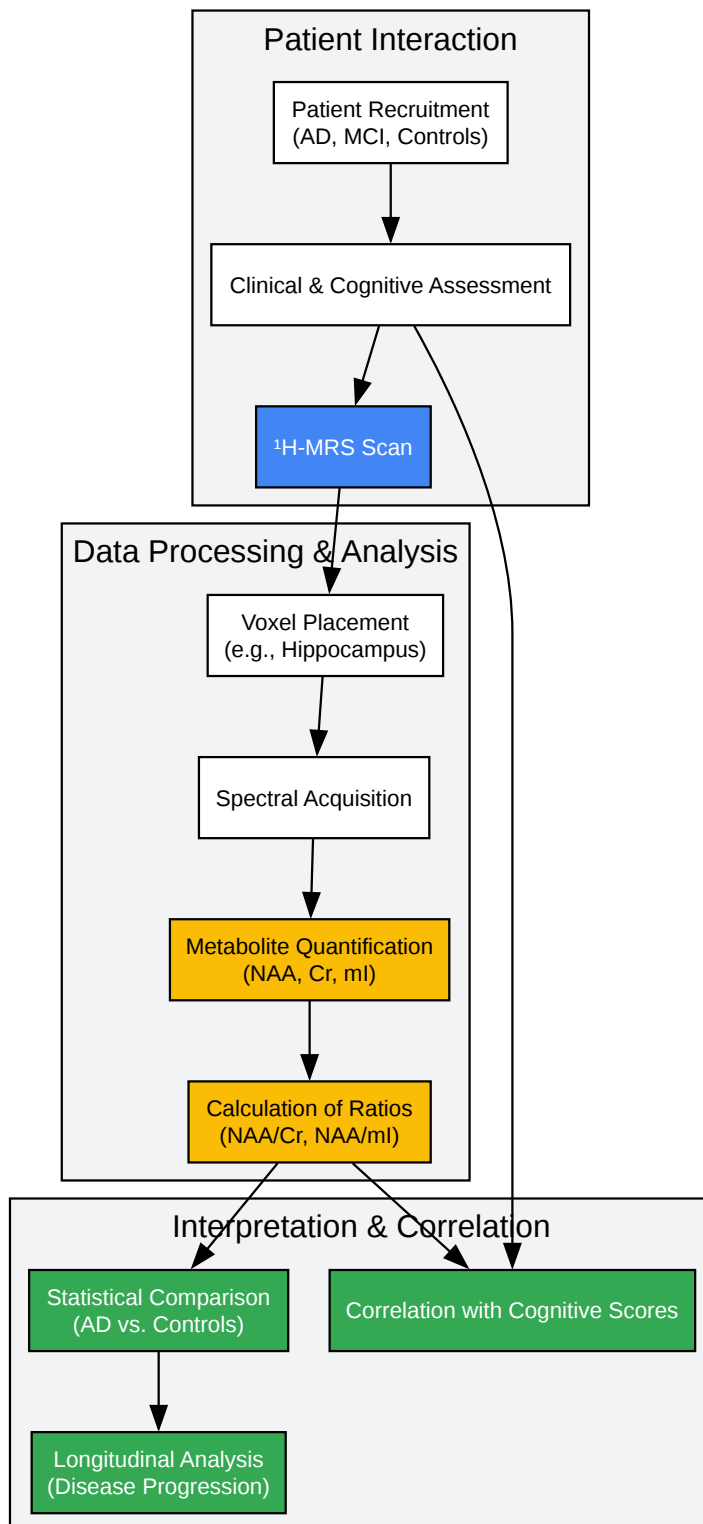 Patient Interaction
Patient Recruitment
(AD, MCI, Controls)
Clinical & Cognitive Assessment
¹H-MRS Scan
Data Processing & Analysis
Voxel Placement
(e.g., Hippocampus)
Spectral Acquisition
Metabolite Quantification
(NAA, Cr, mI)
Calculation of Ratios
(NAA/Cr, NAA/mI)
Interpretation & Correlation
Statistical Comparison
(AD vs. Controls)
Correlation with Cognitive Scores
Longitudinal Analysis
(Disease Progression)